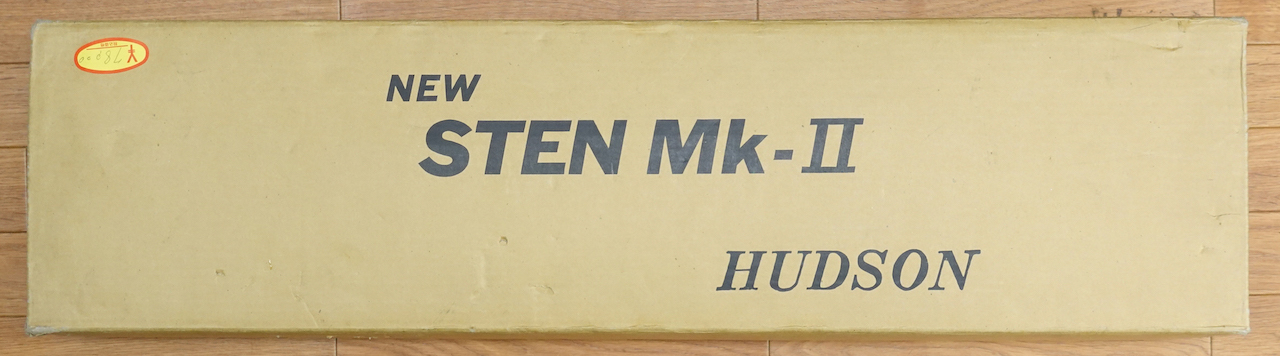 NEW
STEN Mk-II
HUDSON